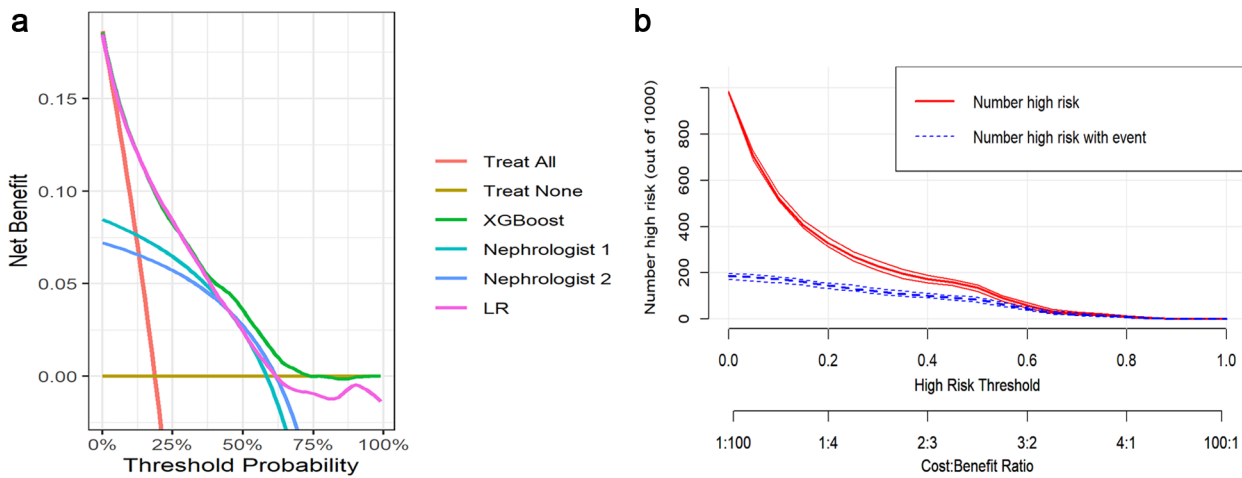 a
Net Benefit
0.15
0.10
0.05
0.00
0%
25%
50%
75%
100%
Threshold Probability
Treat All
Treat None
XGBoost
Nephrologist 1
Nephrologist 2
LR
b
Number high risk (out of 1000)
800
600
400
200
0
Number high risk
Number high risk with event
0.0
0.2
0.4
0.6
0.8
1.0
High Risk Threshold
1:100
1:4
2:3
3:2
4:1
100:1
Cost:Benefit Ratio